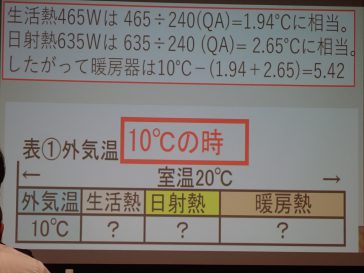 生活熱465Wは 465÷240(QA)=1.94℃に相当。
日射熱635Wは 635÷240 (QA)= 2.65℃に相当。
したがって暖房器は10℃−(1.94+2.65)=5.42
表①外気温 10℃の時
← 室温20℃ →
外気温 生活熱 日射熱 暖房熱
10℃ ? ? ?